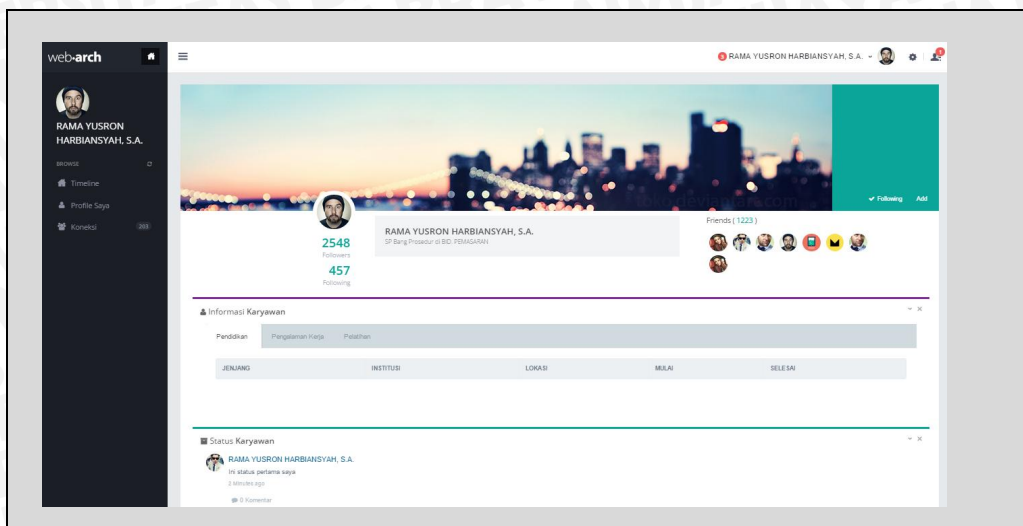 web·arch
3 RAMA YUSRON HARBIANSYAH, S.A.
RAMA YUSRON
HARBIANSYAH, S.A.
BROWSE
Timeline
Profile Saya
Koneksi 203
Following Add
2548
Followers
457
Following
RAMA YUSRON HARBIANSYAH, S.A.
SP Bang Prosedur di BID. PEMASARAN
Friends ( 1223 )
Informasi Karyawan
Pendidikan Pengalaman Kerja Pelatihan
JENJANG INSTITUSI LOKASI MULAI SELESAI
Status Karyawan
RAMA YUSRON HARBIANSYAH, S.A.
Ini status pertama saya
2 Minutes ago
0 Komentar